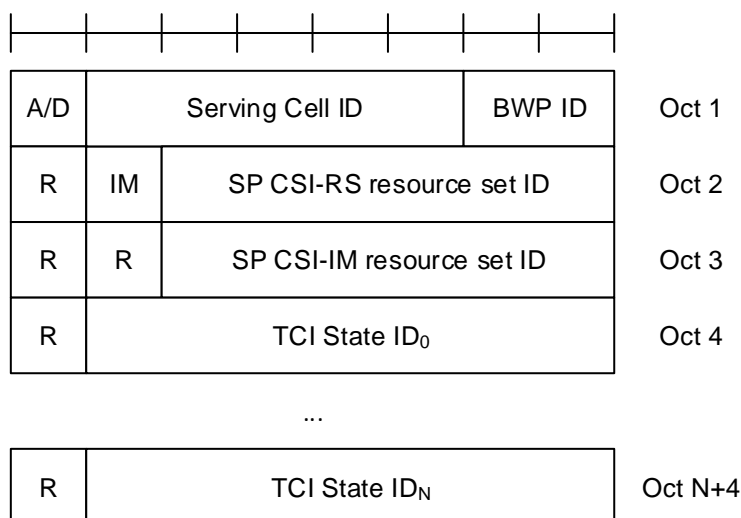 A/D Serving Cell ID BWP ID Oct 1
R IM SP CSI-RS resource set ID Oct 2
R R SP CSI-IM resource set ID Oct 3
R TCI State ID₀ Oct 4
...
R TCI State IDₙ Oct N+4